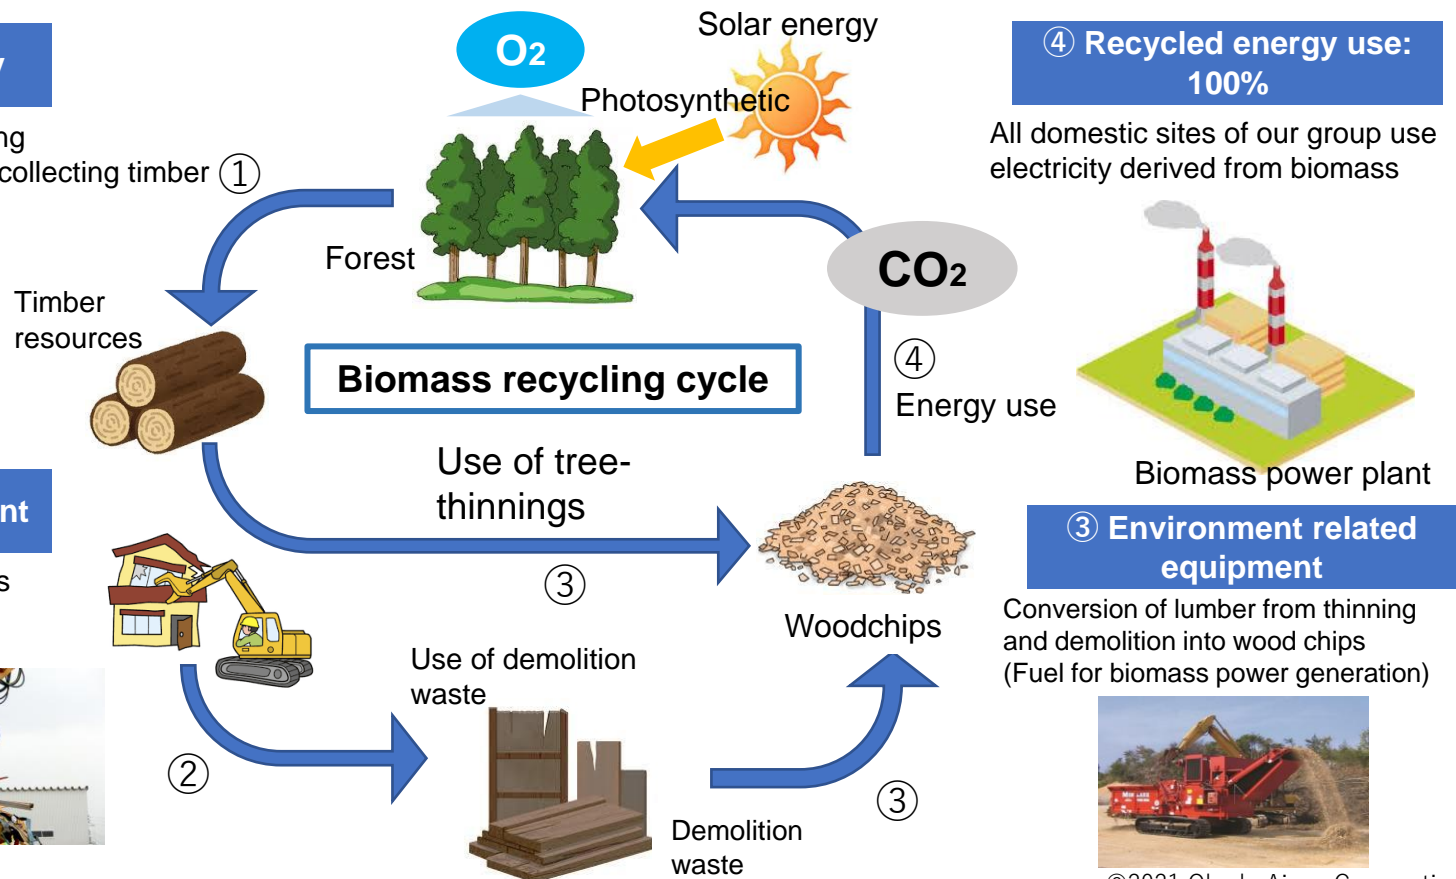 O2
Solar energy
Photosynthetic
④ Recycled energy use:
100%
All domestic sites of our group use
electricity derived from biomass
y
ng
collecting timber ①
Forest
CO2
Timber
resources
Biomass recycling cycle
④
Energy use
Use of tree-
thinnings
Biomass power plant
nt
③ Environment related
equipment
s
③
Conversion of lumber from thinning
and demolition into wood chips
(Fuel for biomass power generation)
Woodchips
Use of demolition
waste
②
③
Demolition
waste